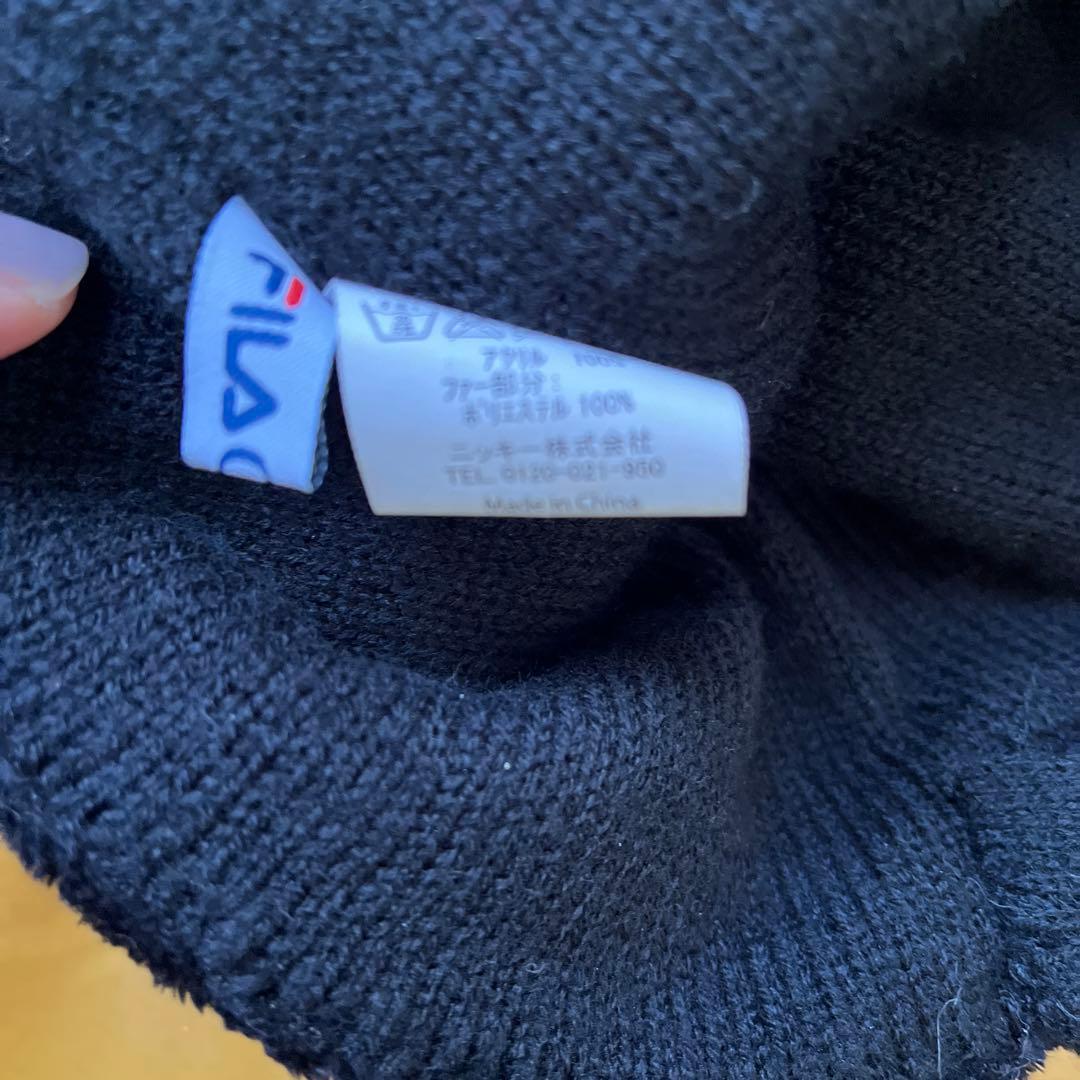 FILA
アクリル 100%
ファー部分:
ポリエステル 100%
ニッキー株式会社
TEL. 0120-021-950
Made in China